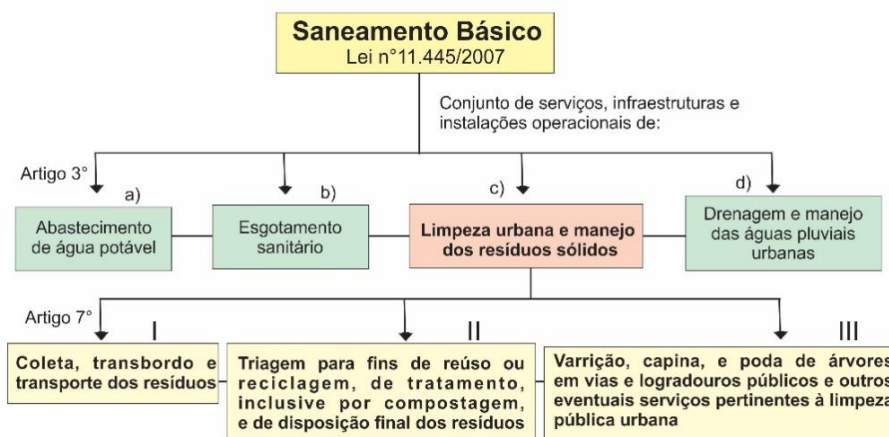 Saneamento Básico
Lei n°11.445/2007
Conjunto de serviços, infraestruturas e
instalações operacionais de:
Artigo 3°
a)
Abastecimento
de água potável
b)
Esgotamento
sanitário
c)
Limpeza urbana e manejo
dos resíduos sólidos
d)
Drenagem e manejo
das águas pluviais
urbanas
Artigo 7°
I
Coleta, transbordo e
transporte dos resíduos
II
Triagem para fins de reúso ou
reciclagem, de tratamento,
inclusive por compostagem,
e de disposição final dos resíduos
III
Varrição, capina, e poda de árvores
em vias e logradouros públicos e outros
eventuais serviços pertinentes à limpeza
pública urbana